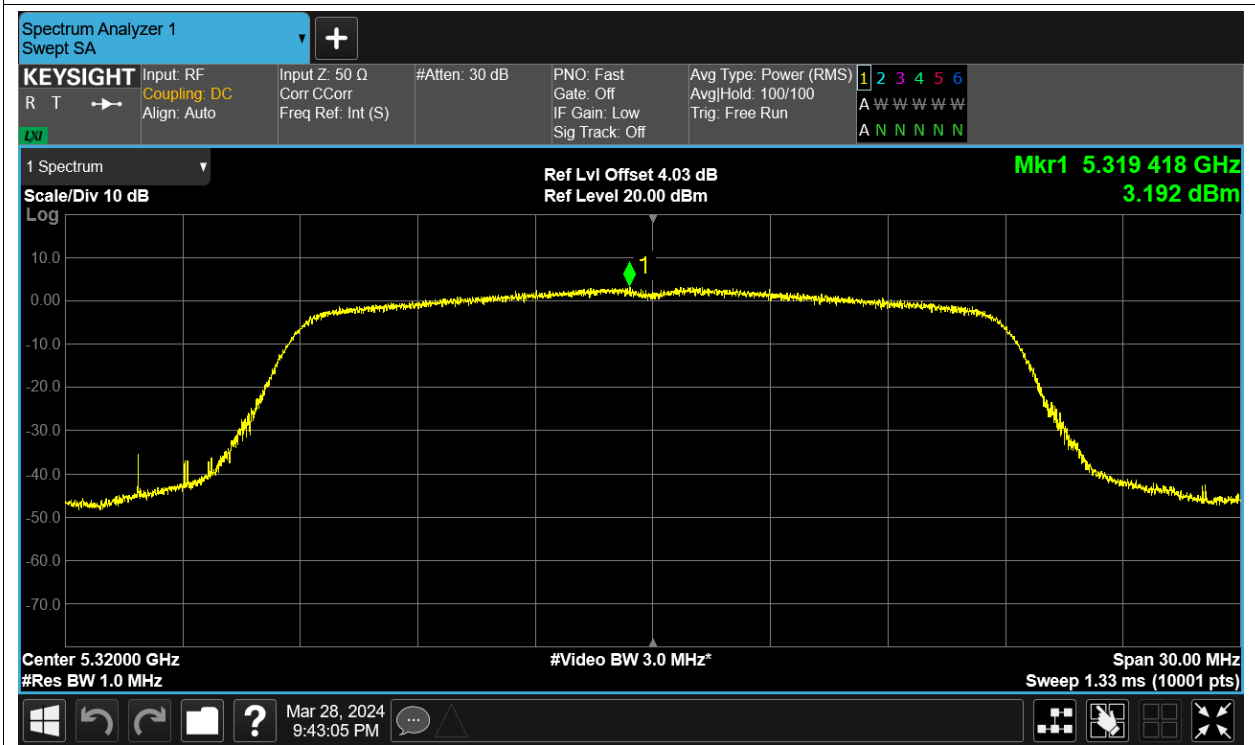 Spectrum Analyzer 1
Swept SA
+
KEYSIGHT
R T
LXI
Input: RF
Coupling: DC
Align: Auto
Input Z: 50 Ω
Corr CCorr
Freq Ref: Int (S)
#Atten: 30 dB
PNO: Fast
Gate: Off
IF Gain: Low
Sig Track: Off
Avg Type: Power (RMS)
Avg|Hold: 100/100
Trig: Free Run
1 2 3 4 5 6
A W W W W W
A N N N N N
1 Spectrum
Scale/Div 10 dB
Log
Ref Lvl Offset 4.03 dB
Ref Level 20.00 dBm
Mkr1 5.319 418 GHz
3.192 dBm
1
10.0
0.00
-10.0
-20.0
-30.0
-40.0
-50.0
-60.0
-70.0
Center 5.32000 GHz
#Res BW 1.0 MHz
#Video BW 3.0 MHz*
Span 30.00 MHz
Sweep 1.33 ms (10001 pts)
?
Mar 28, 2024
9:43:05 PM